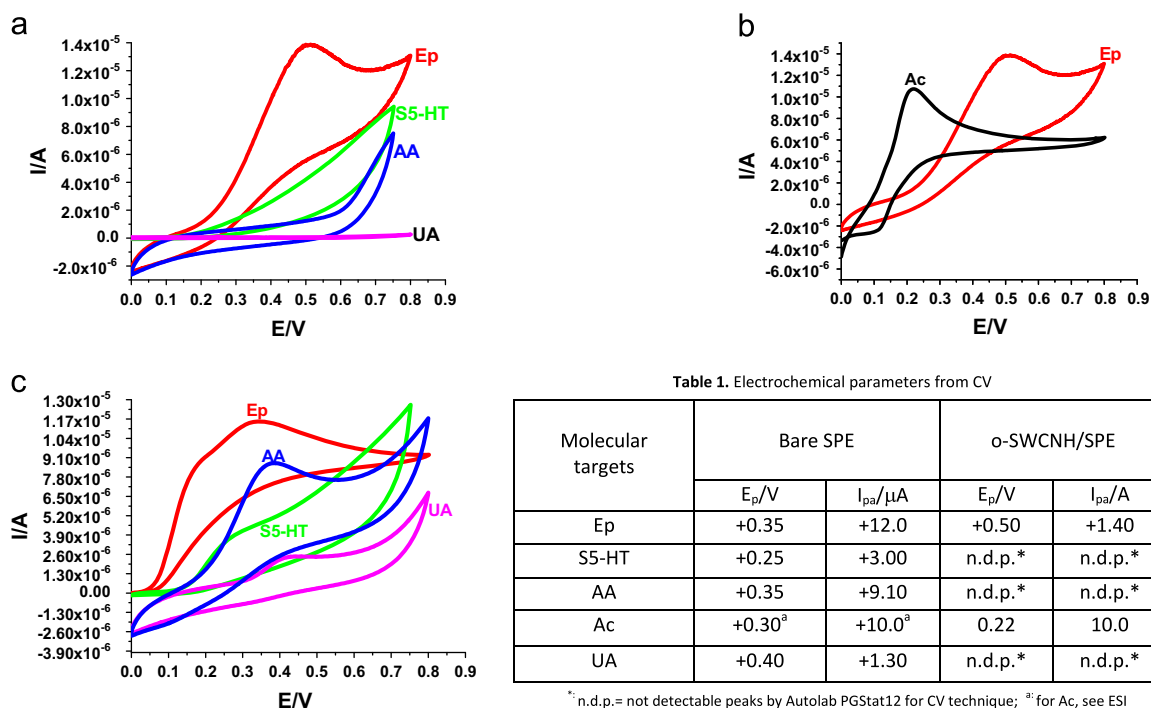 a
1.4x10⁻⁵
1.2x10⁻⁵
1.0x10⁻⁵
8.0x10⁻⁶
6.0x10⁻⁶
4.0x10⁻⁶
2.0x10⁻⁶
0.0
-2.0x10⁻⁶
I/A
Ep
S5-HT
AA
UA
0.0 0.1 0.2 0.3 0.4 0.5 0.6 0.7 0.8 0.9
E/V
b
1.4x10⁻⁵
1.2x10⁻⁵
1.0x10⁻⁵
8.0x10⁻⁶
6.0x10⁻⁶
4.0x10⁻⁶
2.0x10⁻⁶
0.0
-2.0x10⁻⁶
-4.0x10⁻⁶
-6.0x10⁻⁶
I/A
Ac
Ep
0.0 0.1 0.2 0.3 0.4 0.5 0.6 0.7 0.8 0.9
E/V
c
1.30x10⁻⁵
1.17x10⁻⁵
1.04x10⁻⁵
9.10x10⁻⁶
7.80x10⁻⁶
6.50x10⁻⁶
5.20x10⁻⁶
3.90x10⁻⁶
2.60x10⁻⁶
1.30x10⁻⁶
0.00
-1.30x10⁻⁶
-2.60x10⁻⁶
-3.90x10⁻⁶
I/A
Ep
AA
S5-HT
UA
0.0 0.1 0.2 0.3 0.4 0.5 0.6 0.7 0.8 0.9
E/V
Table 1. Electrochemical parameters from CV
Molecular targets Bare SPE o-SWCNH/SPE
Eₚ/V Iₚₐ/μA Eₚ/V Iₚₐ/A
Ep +0.35 +12.0 +0.50 +1.40
S5-HT +0.25 +3.00 n.d.p.* n.d.p.*
AA +0.35 +9.10 n.d.p.* n.d.p.*
Ac +0.30ᵃ +10.0ᵃ 0.22 10.0
UA +0.40 +1.30 n.d.p.* n.d.p.*
*: n.d.p.= not detectable peaks by Autolab PGStat12 for CV technique; ᵃ: for Ac, see ESI